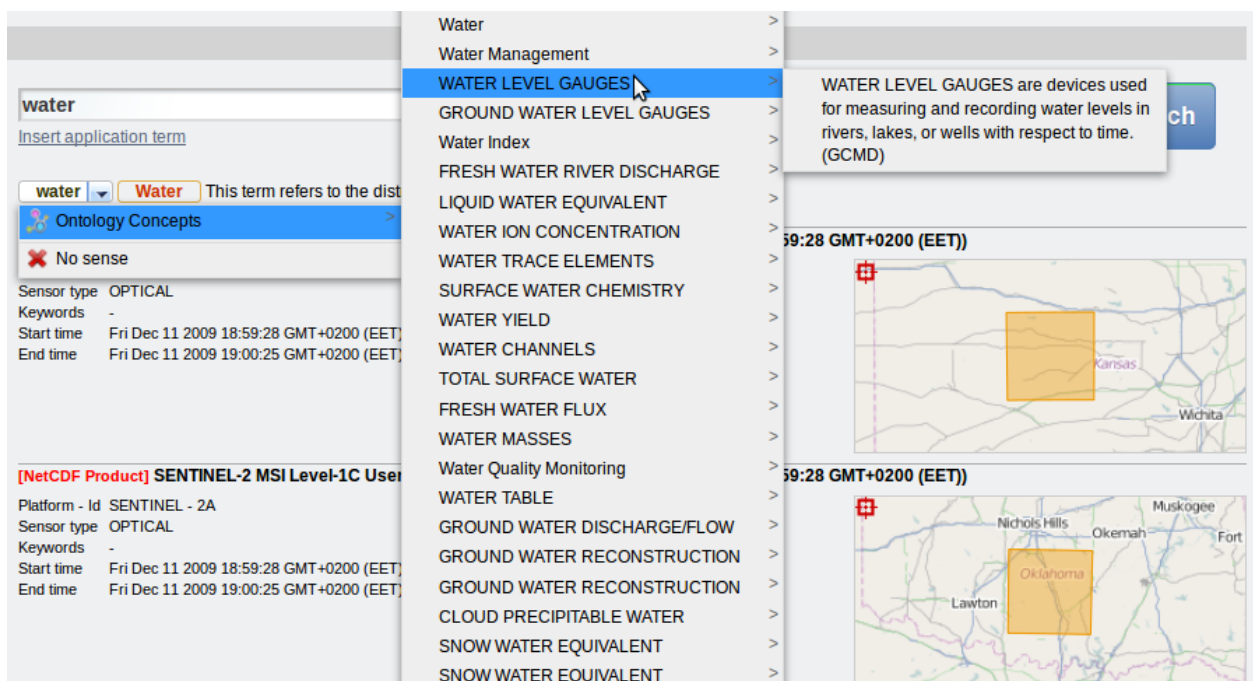 water
Insert application term
water
Water
This term refers to the dist
Ontology Concepts >
No sense
Sensor type OPTICAL
Keywords -
Start time Fri Dec 11 2009 18:59:28 GMT+0200 (EET)
End time Fri Dec 11 2009 19:00:25 GMT+0200 (EET)
[NetCDF Product] SENTINEL-2 MSI Level-1C User
Platform - Id SENTINEL - 2A
Sensor type OPTICAL
Keywords -
Start time Fri Dec 11 2009 18:59:28 GMT+0200 (EET)
End time Fri Dec 11 2009 19:00:25 GMT+0200 (EET)
Water >
Water Management >
WATER LEVEL GAUGES >
GROUND WATER LEVEL GAUGES >
Water Index >
FRESH WATER RIVER DISCHARGE >
LIQUID WATER EQUIVALENT >
WATER ION CONCENTRATION >
WATER TRACE ELEMENTS >
SURFACE WATER CHEMISTRY >
WATER YIELD >
WATER CHANNELS >
TOTAL SURFACE WATER >
FRESH WATER FLUX >
WATER MASSES >
Water Quality Monitoring >
WATER TABLE >
GROUND WATER DISCHARGE/FLOW >
GROUND WATER RECONSTRUCTION >
GROUND WATER RECONSTRUCTION >
CLOUD PRECIPITABLE WATER >
SNOW WATER EQUIVALENT >
SNOW WATER EQUIVALENT >
WATER LEVEL GAUGES are devices used
for measuring and recording water levels in
rivers, lakes, or wells with respect to time.
(GCMD)
ch
59:28 GMT+0200 (EET))
Kansas
Wichita
59:28 GMT+0200 (EET))
Muskogee
Nichols Hills
Okemah
Fort
Oklahoma
Lawton